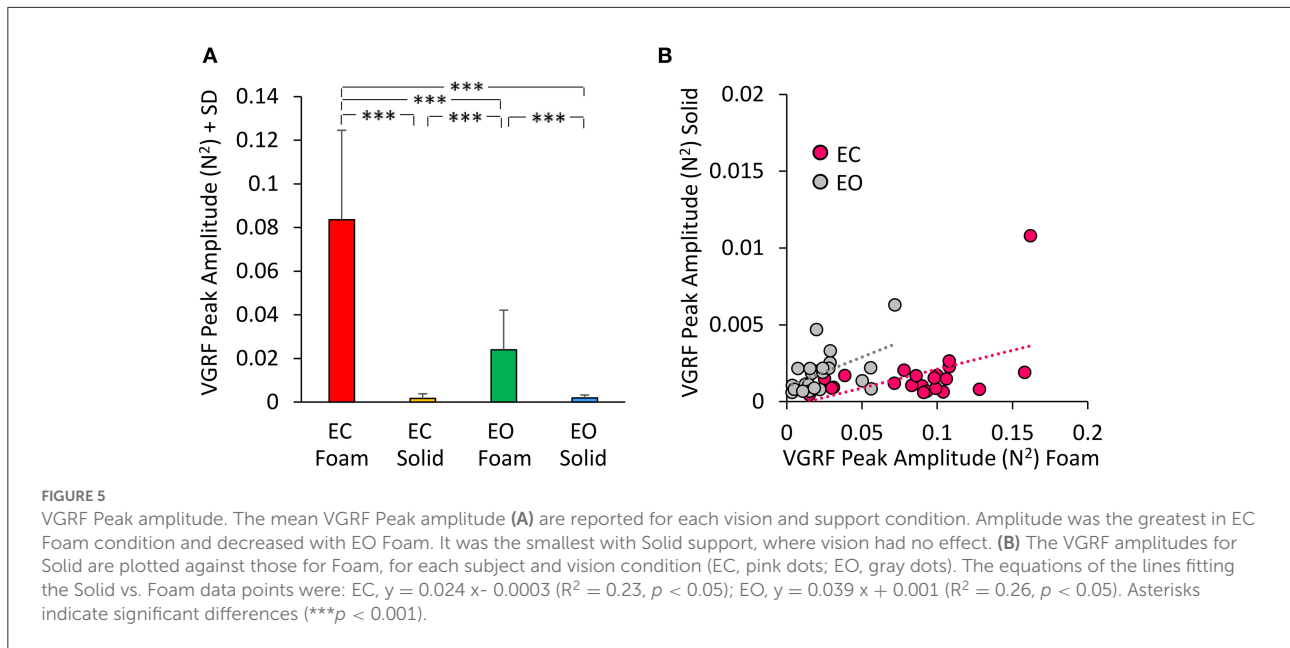 A
VGRF Peak Amplitude (N²) + SD
0.14
0.12
0.1
0.08
0.06
0.04
0.02
0
***
***
*** *** ***
EC EC EO EO
Foam Solid Foam Solid
B
VGRF Peak Amplitude (N²) Solid
0.02
0.015
0.01
0.005
0
EC
EO
0 0.05 0.1 0.15 0.2
VGRF Peak Amplitude (N²) Foam
FIGURE 5
VGRF Peak amplitude. The mean VGRF Peak amplitude (A) are reported for each vision and support condition. Amplitude was the greatest in EC
Foam condition and decreased with EO Foam. It was the smallest with Solid support, where vision had no effect. (B) The VGRF amplitudes for
Solid are plotted against those for Foam, for each subject and vision condition (EC, pink dots; EO, gray dots). The equations of the lines fitting
the Solid vs. Foam data points were: EC, y = 0.024 x- 0.0003 (R² = 0.23, p < 0.05); EO, y = 0.039 x + 0.001 (R² = 0.26, p < 0.05). Asterisks
indicate significant differences (***p < 0.001).